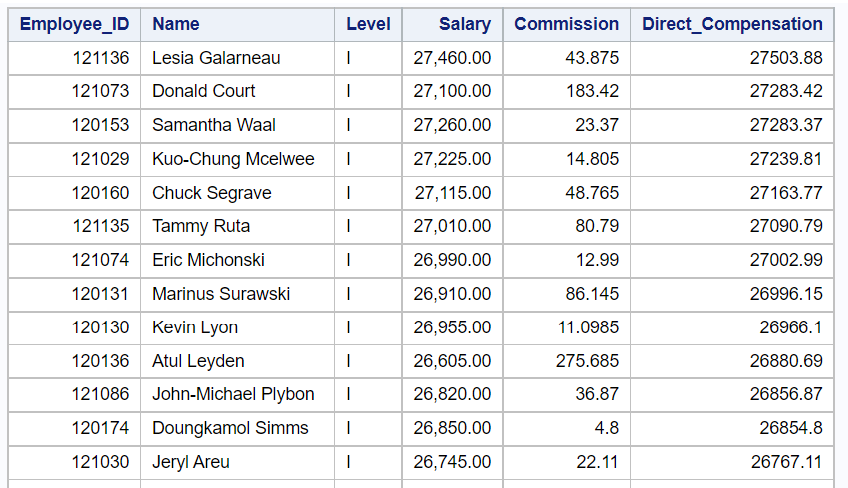 Employee_ID Name Level Salary Commission Direct_Compensation
121136 Lesia Galarneau I 27,460.00 43.875 27503.88
121073 Donald Court I 27,100.00 183.42 27283.42
120153 Samantha Waal I 27,260.00 23.37 27283.37
121029 Kuo-Chung Mcelwee I 27,225.00 14.805 27239.81
120160 Chuck Segrave I 27,115.00 48.765 27163.77
121135 Tammy Ruta I 27,010.00 80.79 27090.79
121074 Eric Michonski I 26,990.00 12.99 27002.99
120131 Marinus Surawski I 26,910.00 86.145 26996.15
120130 Kevin Lyon I 26,955.00 11.0985 26966.1
120136 Atul Leyden I 26,605.00 275.685 26880.69
121086 John-Michael Plybon I 26,820.00 36.87 26856.87
120174 Doungkamol Simms I 26,850.00 4.8 26854.8
121030 Jeryl Areu I 26,745.00 22.11 26767.11